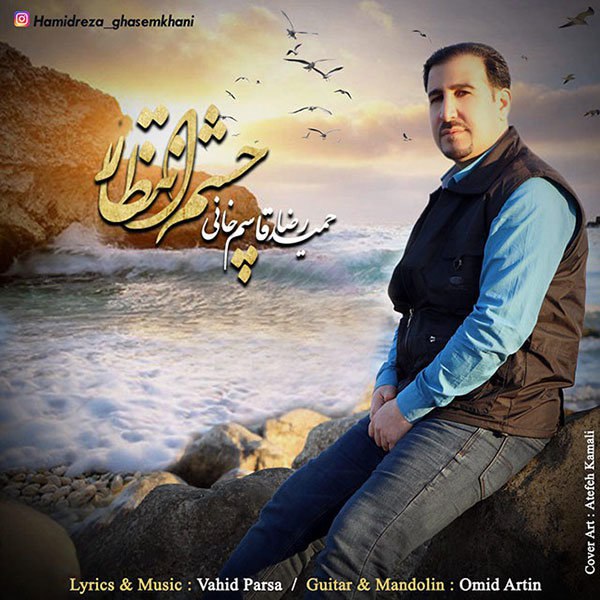 Hamidreza_ghasemkhani
چشم انتظار
حمیدرضا قاسم خانی
Lyrics & Music : Vahid Parsa / Guitar & Mandolin : Omid Artin
Cover Art : Atefeh Kamali